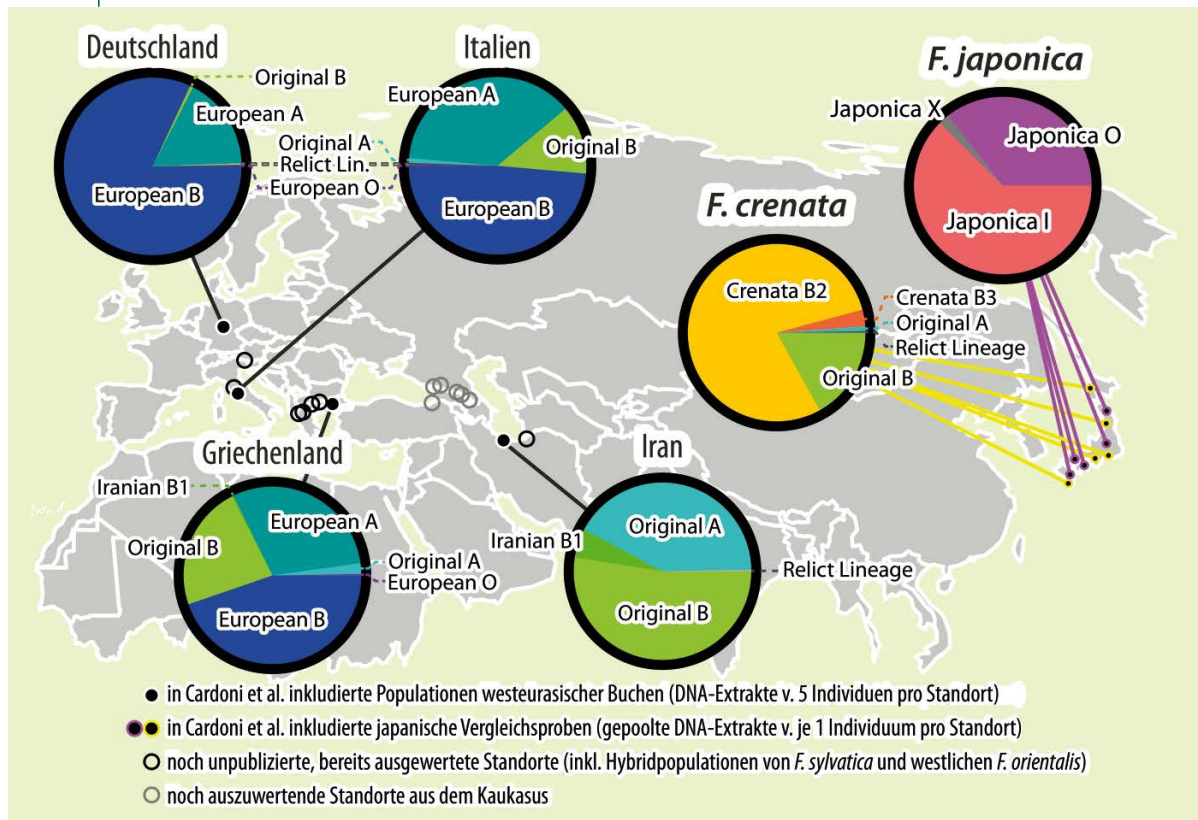 Deutschland
Original B
European A
European B
Italien
European A
Original A
Relict Lin.
European O
Original B
European B
F. japonica
Japonica X
Japonica O
Japonica I
F. crenata
Crenata B2
Crenata B3
Original A
Relict Lineage
Original B
Griechenland
Iranian B1
European A
Original B
Original A
European O
European B
Iran
Original A
Iranian B1
Relict Lineage
Original B
in Cardoni et al. inkludierte Populationen westeurasischer Buchen (DNA-Extrakte v. 5 Individuen pro Standort)
in Cardoni et al. inkludierte japanische Vergleichsproben (gepoolte DNA-Extrakte v. je 1 Individuum pro Standort)
noch unpublizierte, bereits ausgewertete Standorte (inkl. Hybridpopulationen von F. sylvatica und westlichen F. orientalis)
noch auszuwertende Standorte aus dem Kaukasus